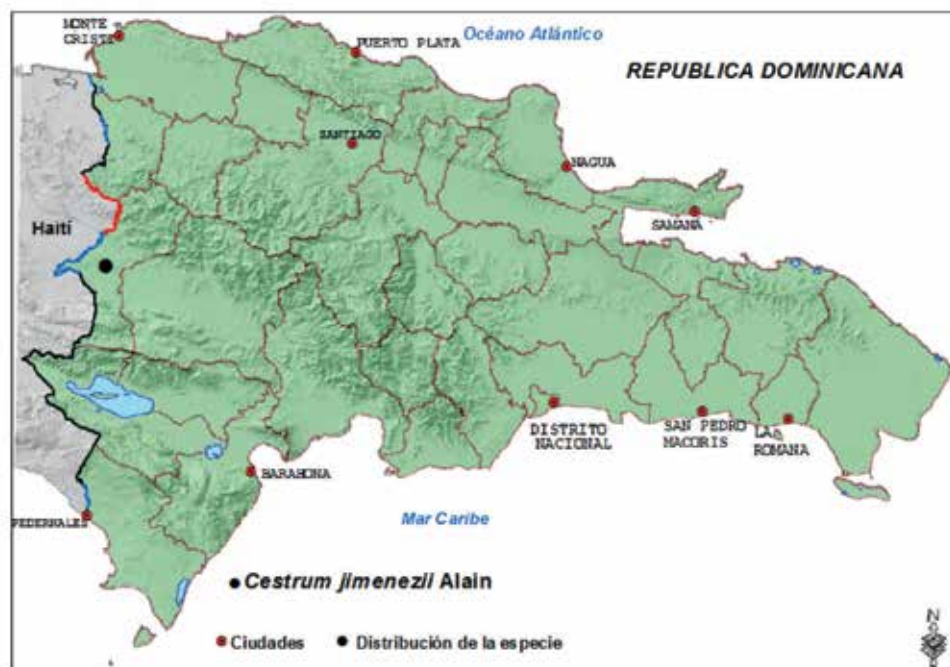 MONTE
CRISTI
PUERTO PLATA
Océano Atlántico
REPUBLICA DOMINICANA
SANTIAGO
NAGUA
SAMANA
Haití
DISTRITO
NACIONAL
SAN PEDRO
MACORIS
LA
ROMANA
BARAHONA
PEDERNALES
Mar Caribe
Cestrum jimenezii Alain
Ciudades
Distribución de la especie
N